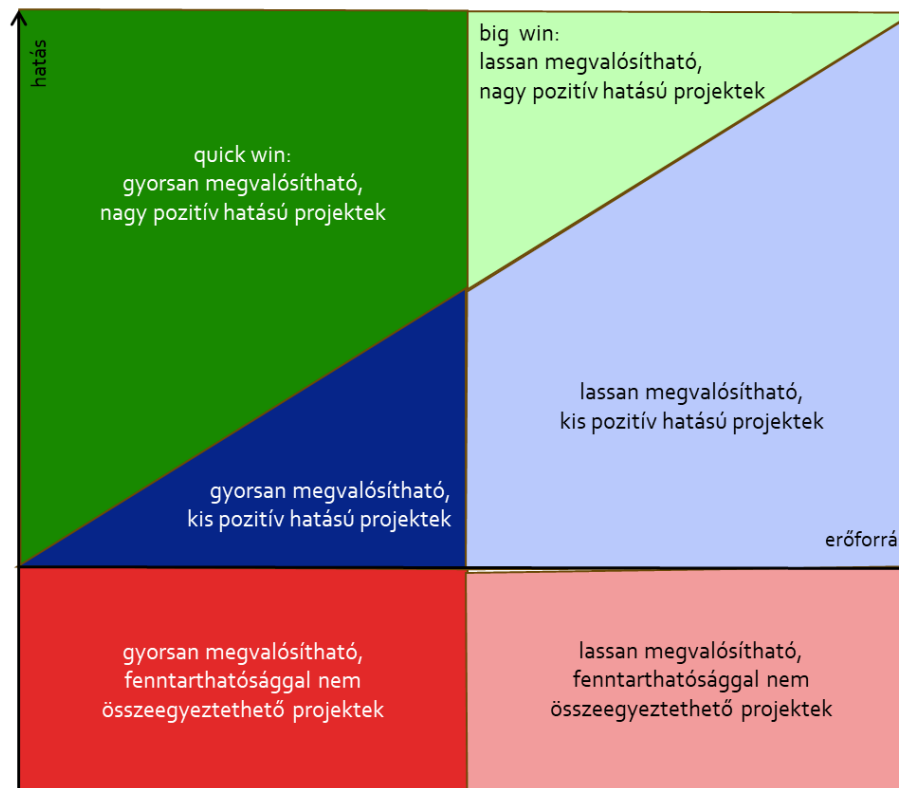 hatás
big win:
lassan megvalósítható,
nagy pozitív hatású projektek
quick win:
gyorsan megvalósítható,
nagy pozitív hatású projektek
lassan megvalósítható,
kis pozitív hatású projektek
gyorsan megvalósítható,
kis pozitív hatású projektek
erőforrá
gyorsan megvalósítható,
fenntarthatósággal nem
összeegyeztethető projektek
lassan megvalósítható,
fenntarthatósággal nem
összeegyeztethető projektek